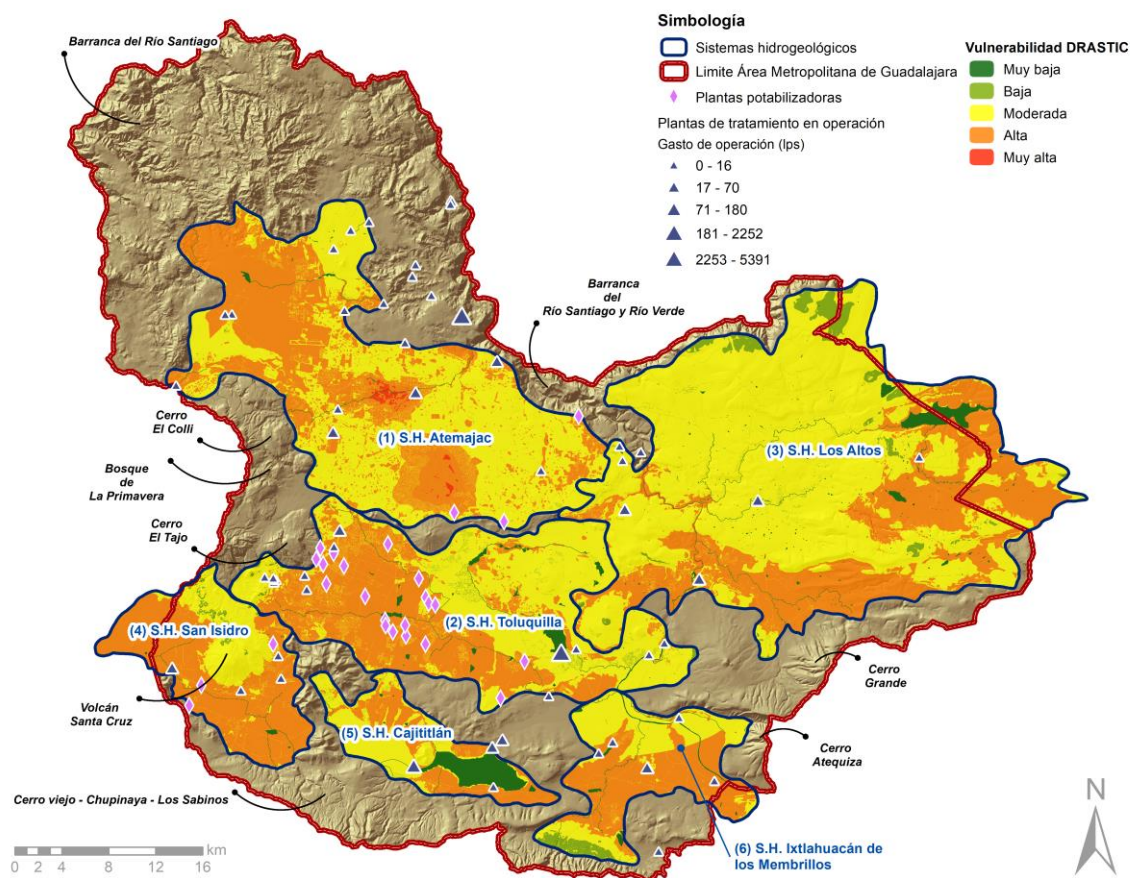 Simbología
Sistemas hidrogeológicos
Limite Área Metropolitana de Guadalajara
Plantas potabilizadoras
Plantas de tratamiento en operación
Gasto de operación (lps)
0 - 16
17 - 70
71 - 180
181 - 2252
2253 - 5391
Vulnerabilidad DRASTIC
Muy baja
Baja
Moderada
Alta
Muy alta
Barranca del Río Santiago
Barranca
del
Río Santiago y Río Verde
Cerro
El Colli
Bosque
de
La Primavera
Cerro
El Tajo
(1) S.H. Atemajac
(3) S.H. Los Altos
(2) S.H. Toluquilla
(4) S.H. San Isidro
Volcán
Santa Cruz
(5) S.H. Cajititlán
Cerro
Grande
Cerro
Atequiza
Cerro viejo - Chupinaya - Los Sabinos
(6) S.H. Ixtlahuacán de
los Membrillos
km
0 2 4 8 12 16
N